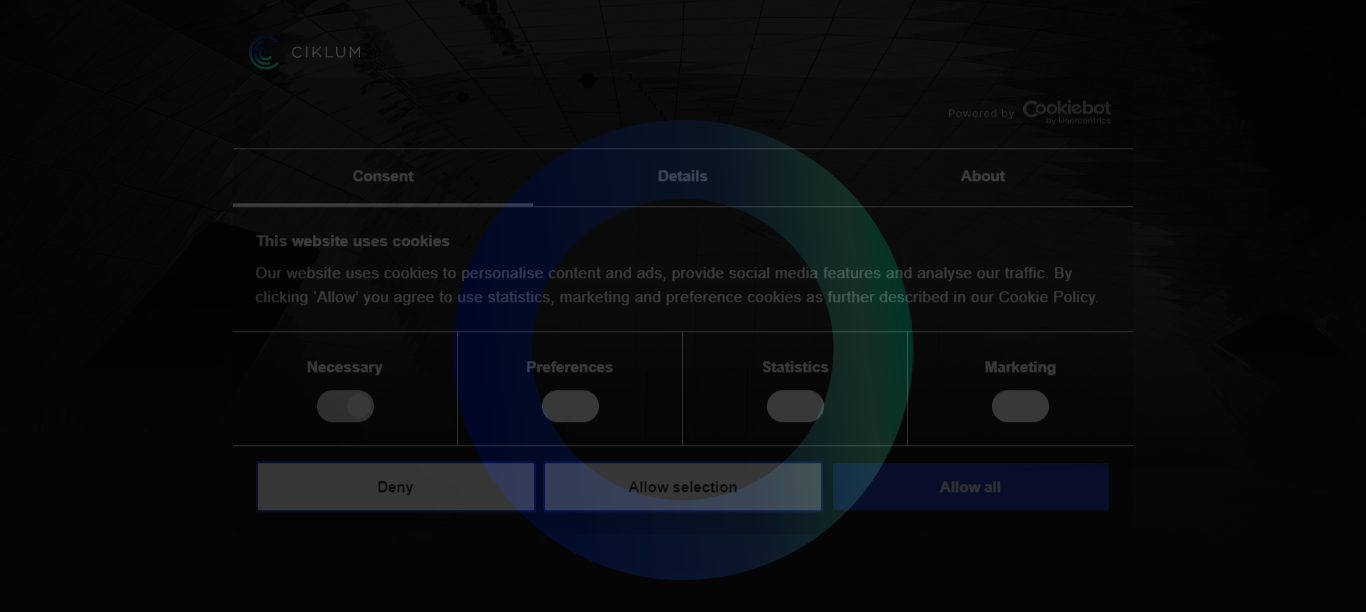 CIKLUM
Powered by Cookiebot
by Usercentrics
Consent
Details
About
This website uses cookies
Our website uses cookies to personalise content and ads, provide social media features and analyse our traffic. By
clicking 'Allow' you agree to use statistics, marketing and preference cookies as further described in our Cookie Policy.
Necessary
Preferences
Statistics
Marketing
Deny
Allow selection
Allow all